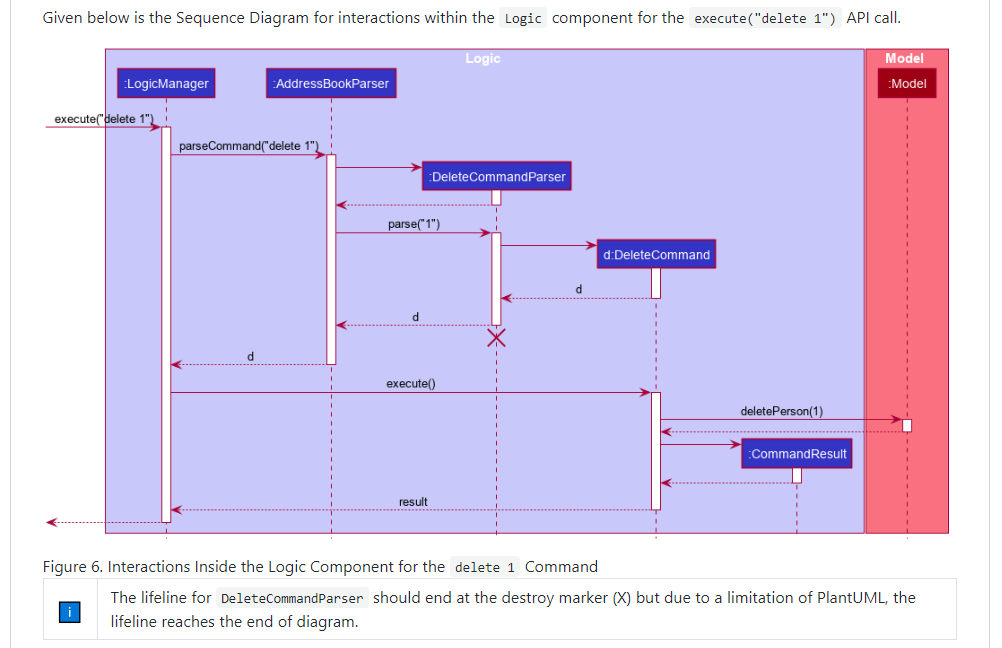 Given below is the Sequence Diagram for interactions within the Logic component for the execute("delete 1") API call.
Logic
Model
:LogicManager
:AddressBookParser
:Model
execute("delete 1")
parseCommand("delete 1")
:DeleteCommandParser
parse("1")
d:DeleteCommand
d
d
d
execute()
deletePerson(1)
:CommandResult
result
Figure 6. Interactions Inside the Logic Component for the delete 1 Command
i
The lifeline for DeleteCommandParser should end at the destroy marker (X) but due to a limitation of PlantUML, the
lifeline reaches the end of diagram.